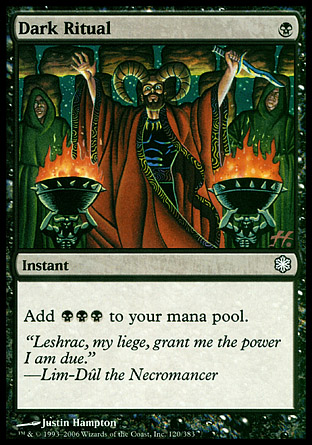 Dark Ritual
Instant
Add to your mana pool.
“Leshrac, my liege, grant me the power
I am due.”
—Lim-Dûl the Necromancer
Justin Hampton
™ & © 1993–2006 Wizards of the Coast, Inc. 120/383